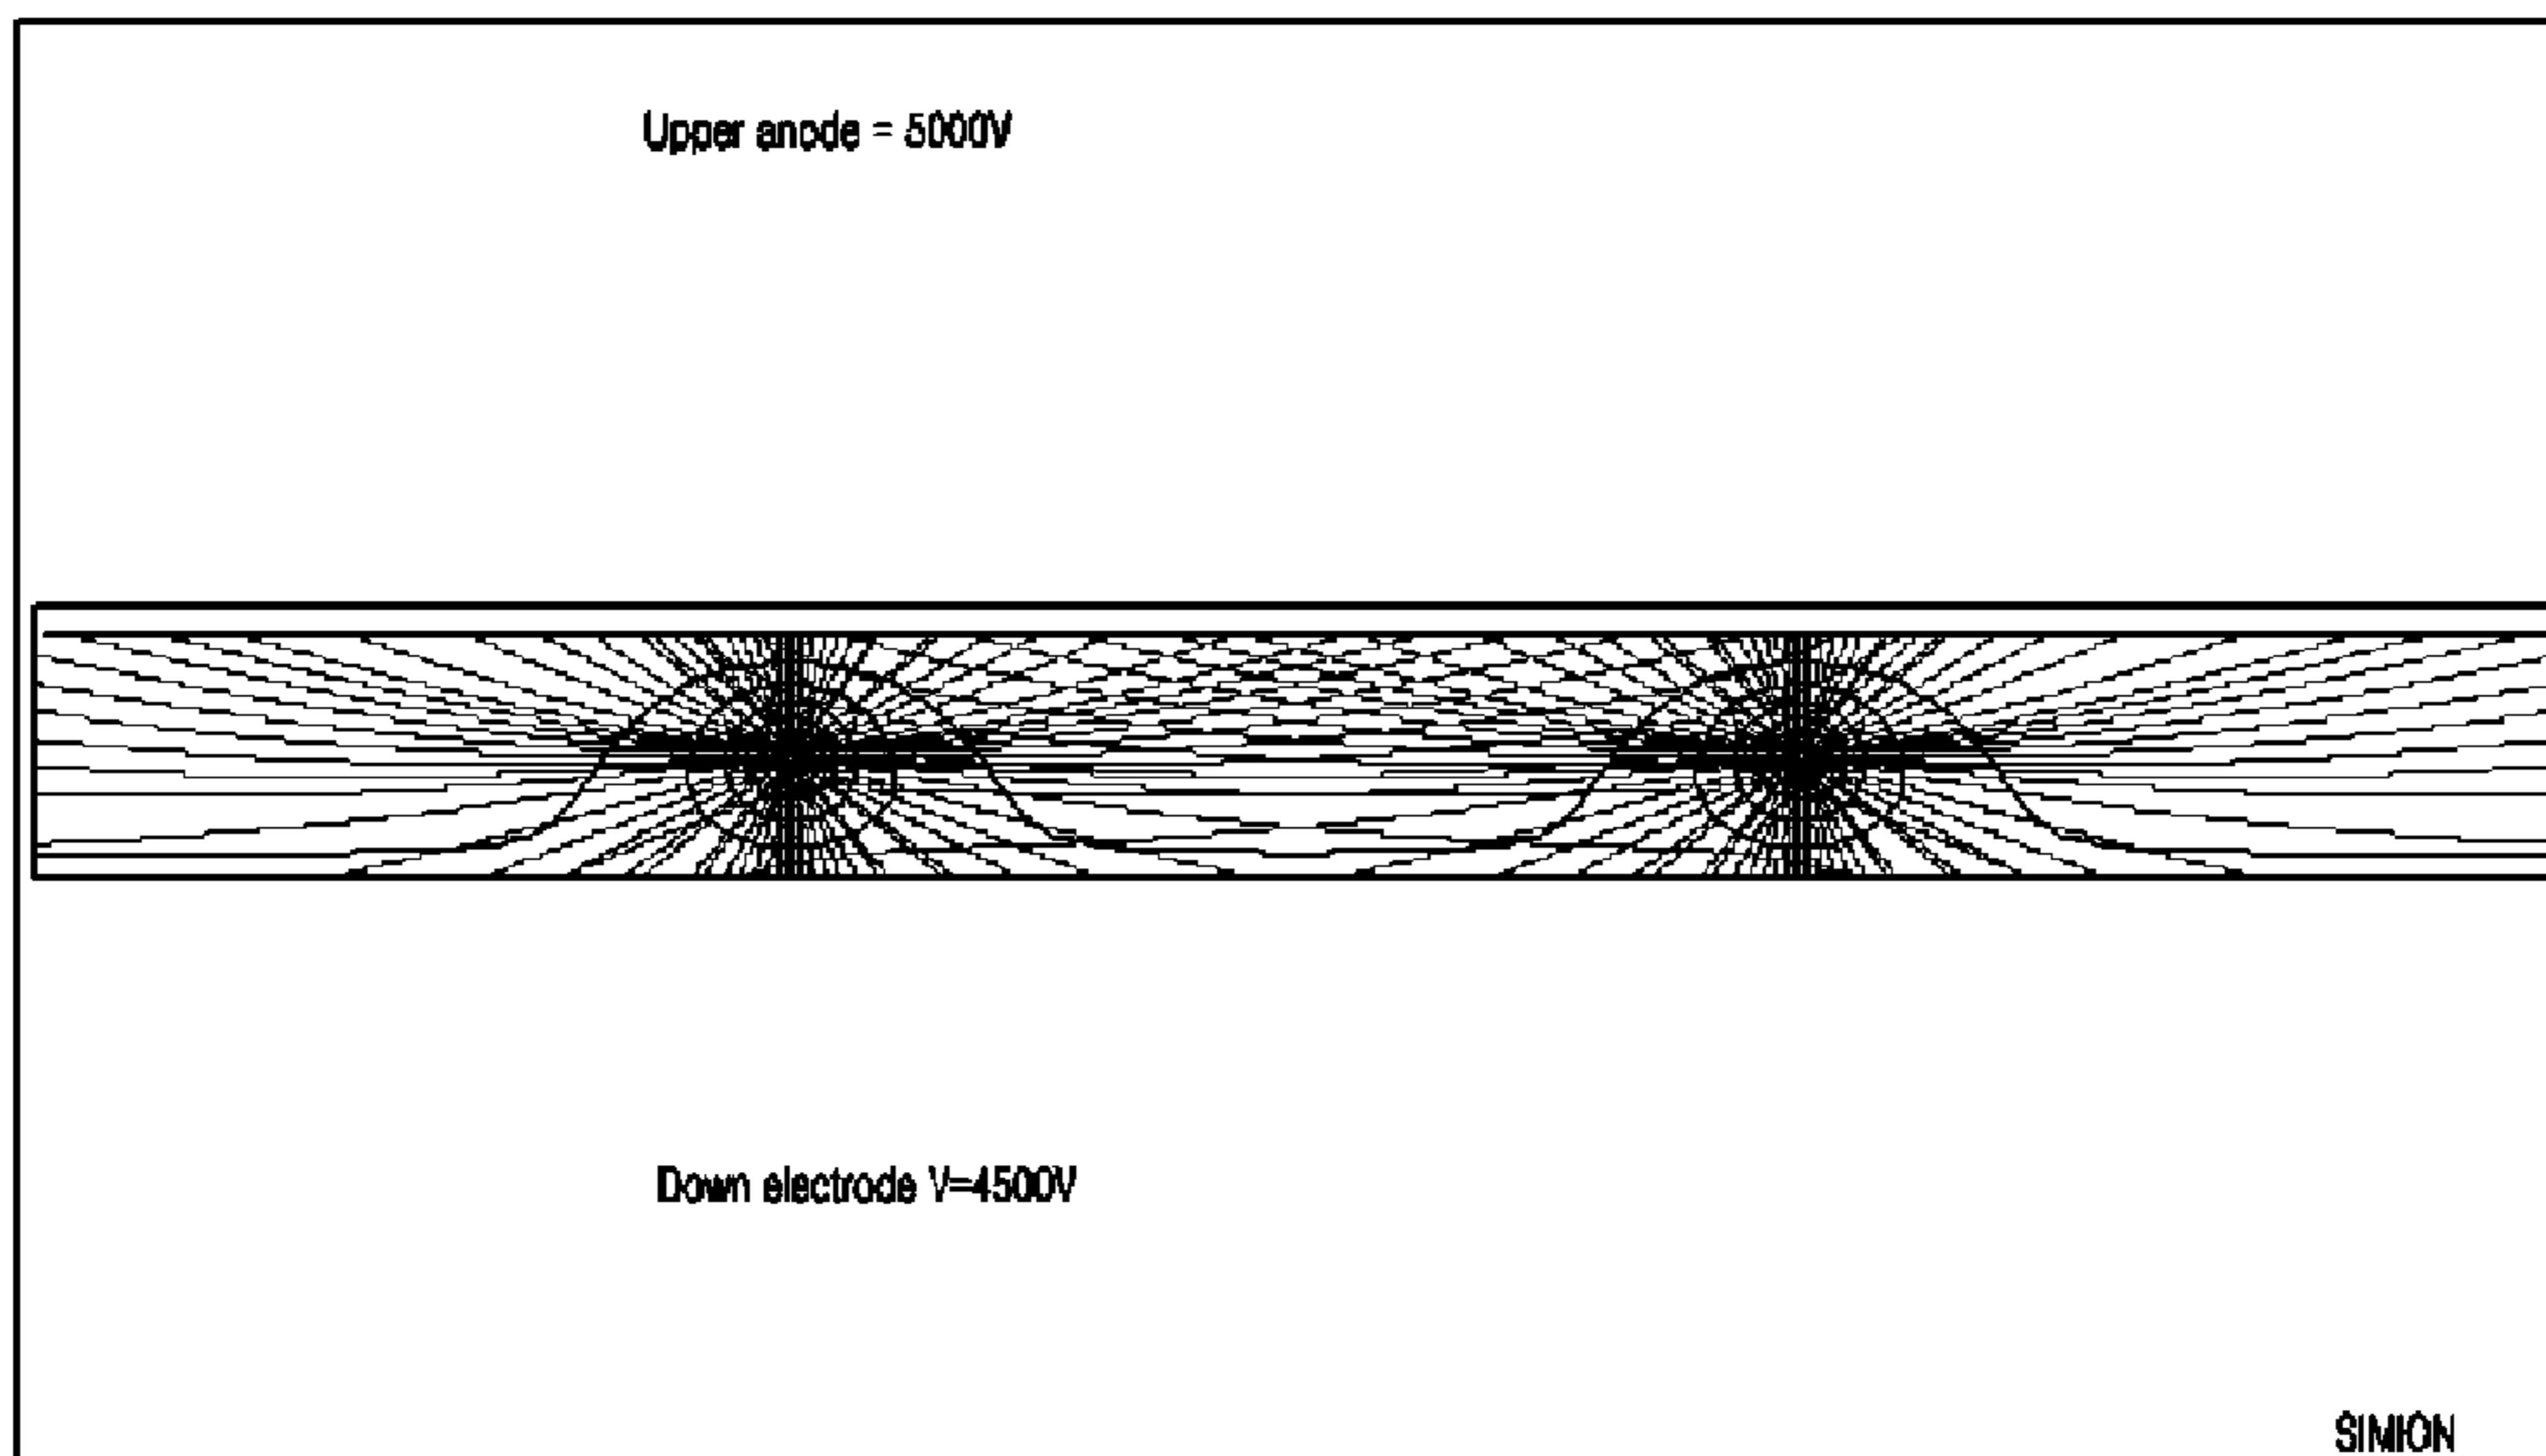 Upper anode = 5000V
Down electrode V=4500V
SIMION